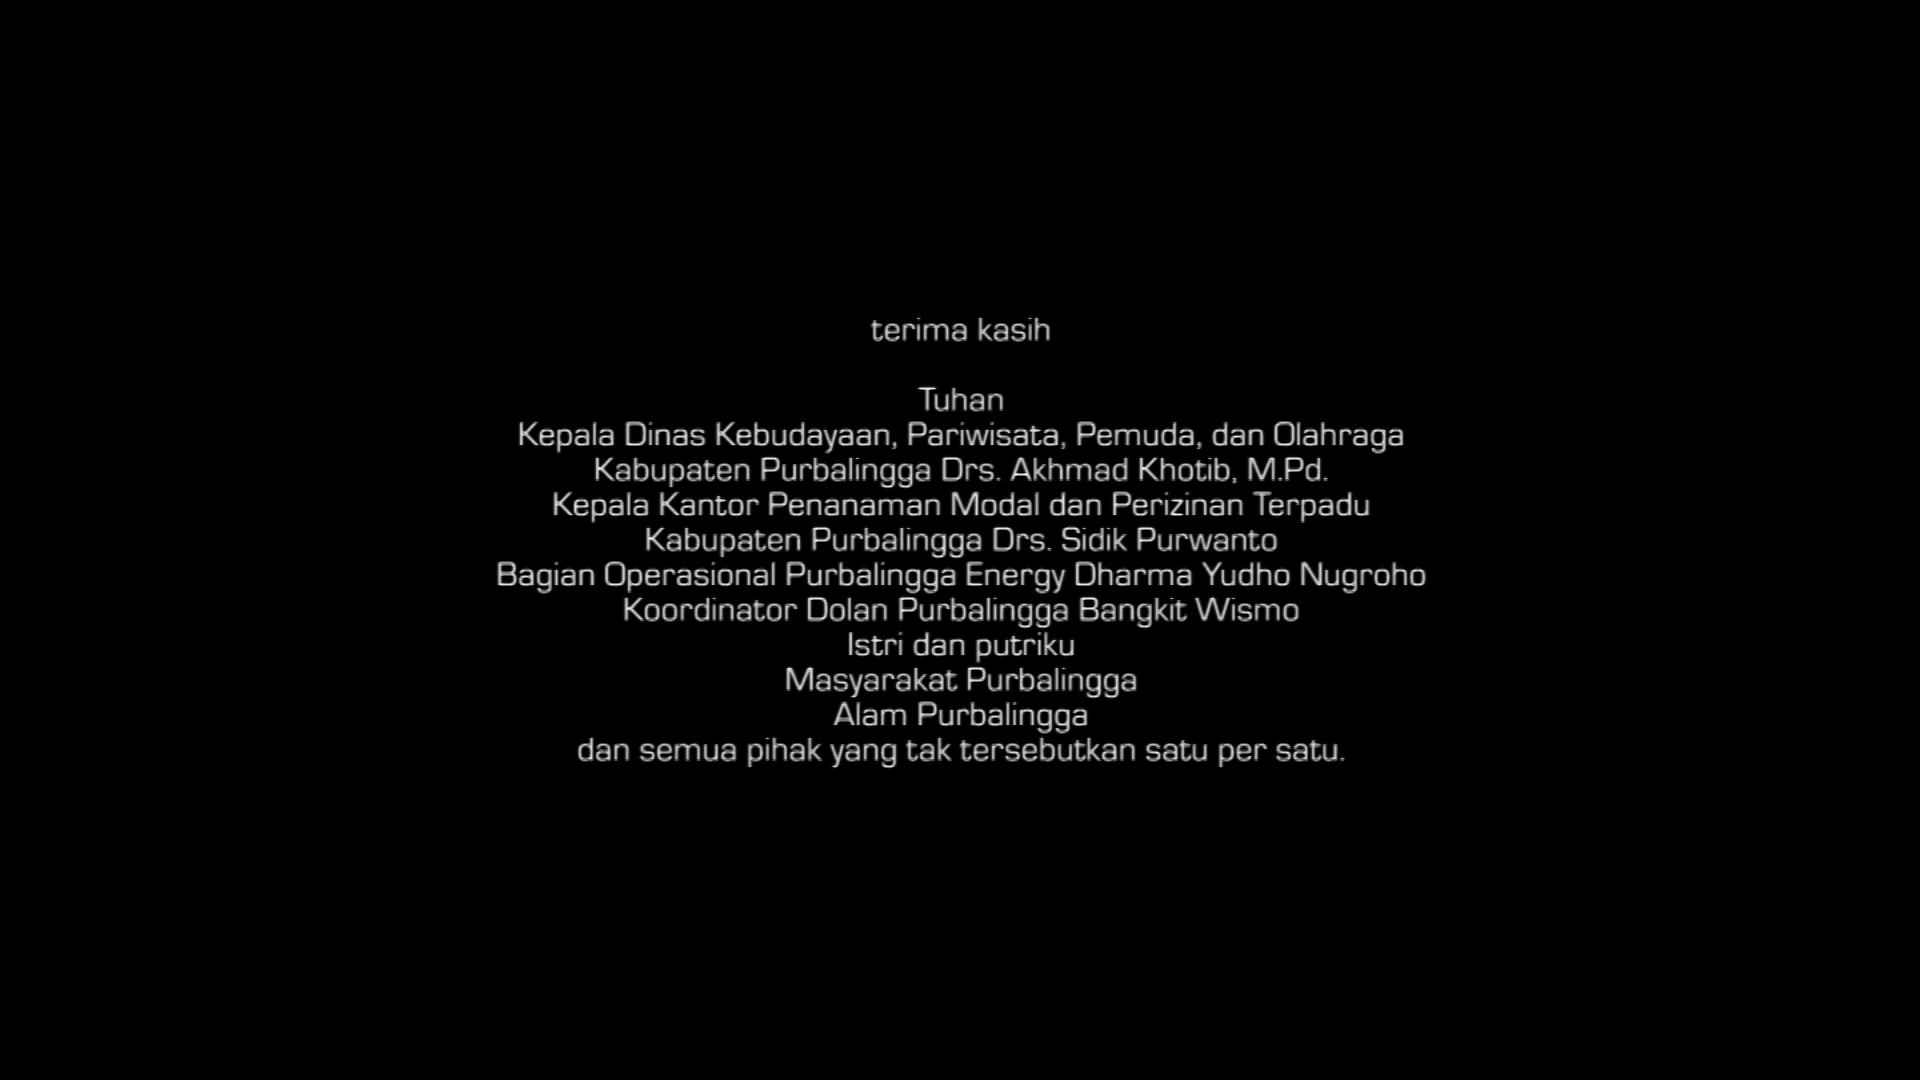 terima kasih
Tuhan
Kepala Dinas Kebudayaan, Pariwisata, Pemuda, dan Olahraga
Kabupaten Purbalingga Drs. Akhmad Khotib, M.Pd.
Kepala Kantor Penanaman Modal dan Perizinan Terpadu
Kabupaten Purbalingga Drs. Sidik Purwanto
Bagian Operasional Purbalingga Energy Dharma Yudho Nugroho
Koordinator Dolan Purbalingga Bangkit Wismo
Istri dan putriku
Masyarakat Purbalingga
Alam Purbalingga
dan semua pihak yang tak tersebutkan satu per satu.